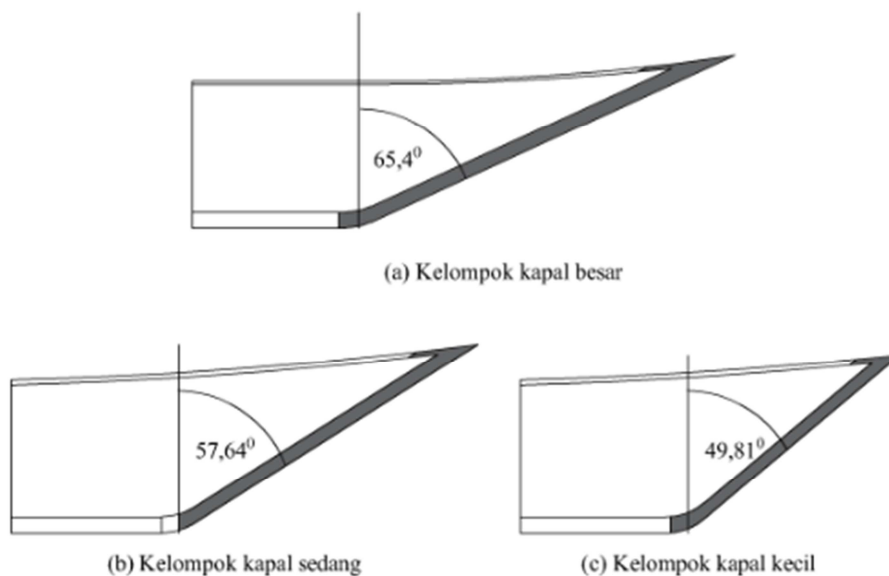 65,4⁰
(a) Kelompok kapal besar
57,64⁰
49,81⁰
(b) Kelompok kapal sedang
(c) Kelompok kapal kecil